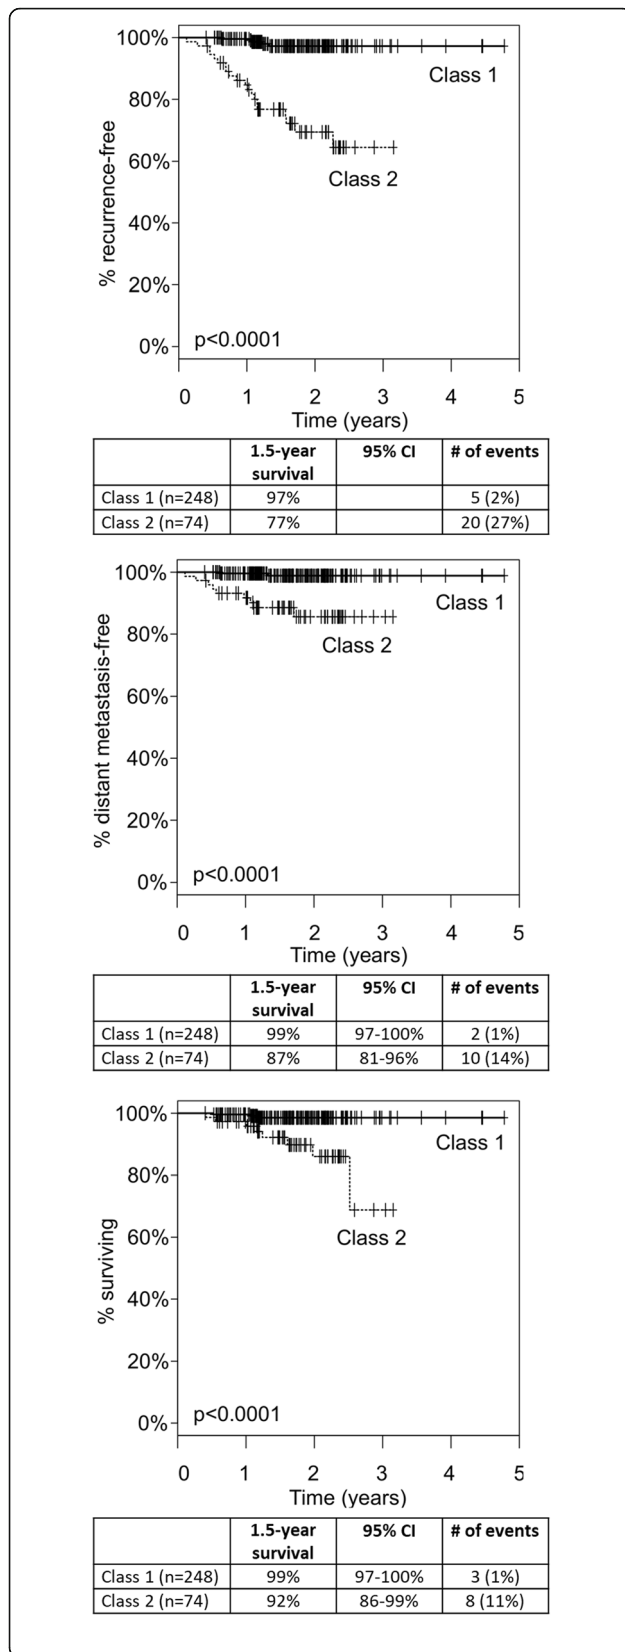 100%
80%
60%
40%
20%
0%
% recurrence-free
Class 1
Class 2
p<0.0001
0 1 2 3 4 5
Time (years)
1.5-year survival 95% CI # of events
Class 1 (n=248) 97% 5 (2%)
Class 2 (n=74) 77% 20 (27%)
100%
80%
60%
40%
20%
0%
% distant metastasis-free
Class 1
Class 2
p<0.0001
0 1 2 3 4 5
Time (years)
1.5-year survival 95% CI # of events
Class 1 (n=248) 99% 97-100% 2 (1%)
Class 2 (n=74) 87% 81-96% 10 (14%)
100%
80%
60%
40%
20%
0%
% surviving
Class 1
Class 2
p<0.0001
0 1 2 3 4 5
Time (years)
1.5-year survival 95% CI # of events
Class 1 (n=248) 99% 97-100% 3 (1%)
Class 2 (n=74) 92% 86-99% 8 (11%)